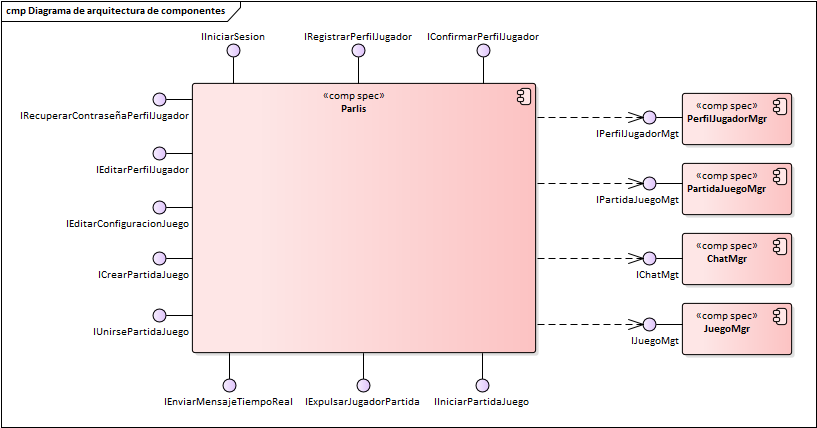 cmp Diagrama de arquitectura de componentes
IIniciarSesion
IRegistrarPerfilJugador
IConfirmarPerfilJugador
«comp spec»
Parlis
IRecuperarContraseñaPerfilJugador
IEditarPerfilJugador
IEditarConfiguracionJuego
ICrearPartidaJuego
IUnirsePartidaJuego
IEnviarMensajeTiempoReal
IExpulsarJugadorPartida
IIniciarPartidaJuego
IPerfilJugadorMgt
«comp spec»
PerfilJugadorMgr
IPartidaJuegoMgt
«comp spec»
PartidaJuegoMgr
IChatMgt
«comp spec»
ChatMgr
IJuegoMgt
«comp spec»
JuegoMgr